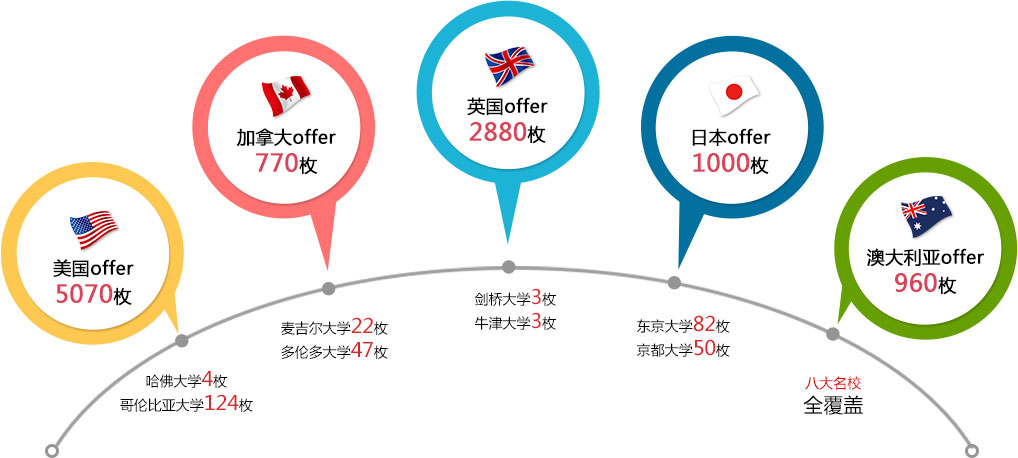 美国offer
5070枚
哈佛大学4枚
哥伦比亚大学124枚
加拿大offer
770枚
麦吉尔大学22枚
多伦多大学47枚
英国offer
2880枚
剑桥大学3枚
牛津大学3枚
日本offer
1000枚
东京大学82枚
京都大学50枚
澳大利亚offer
960枚
八大名校
全覆盖